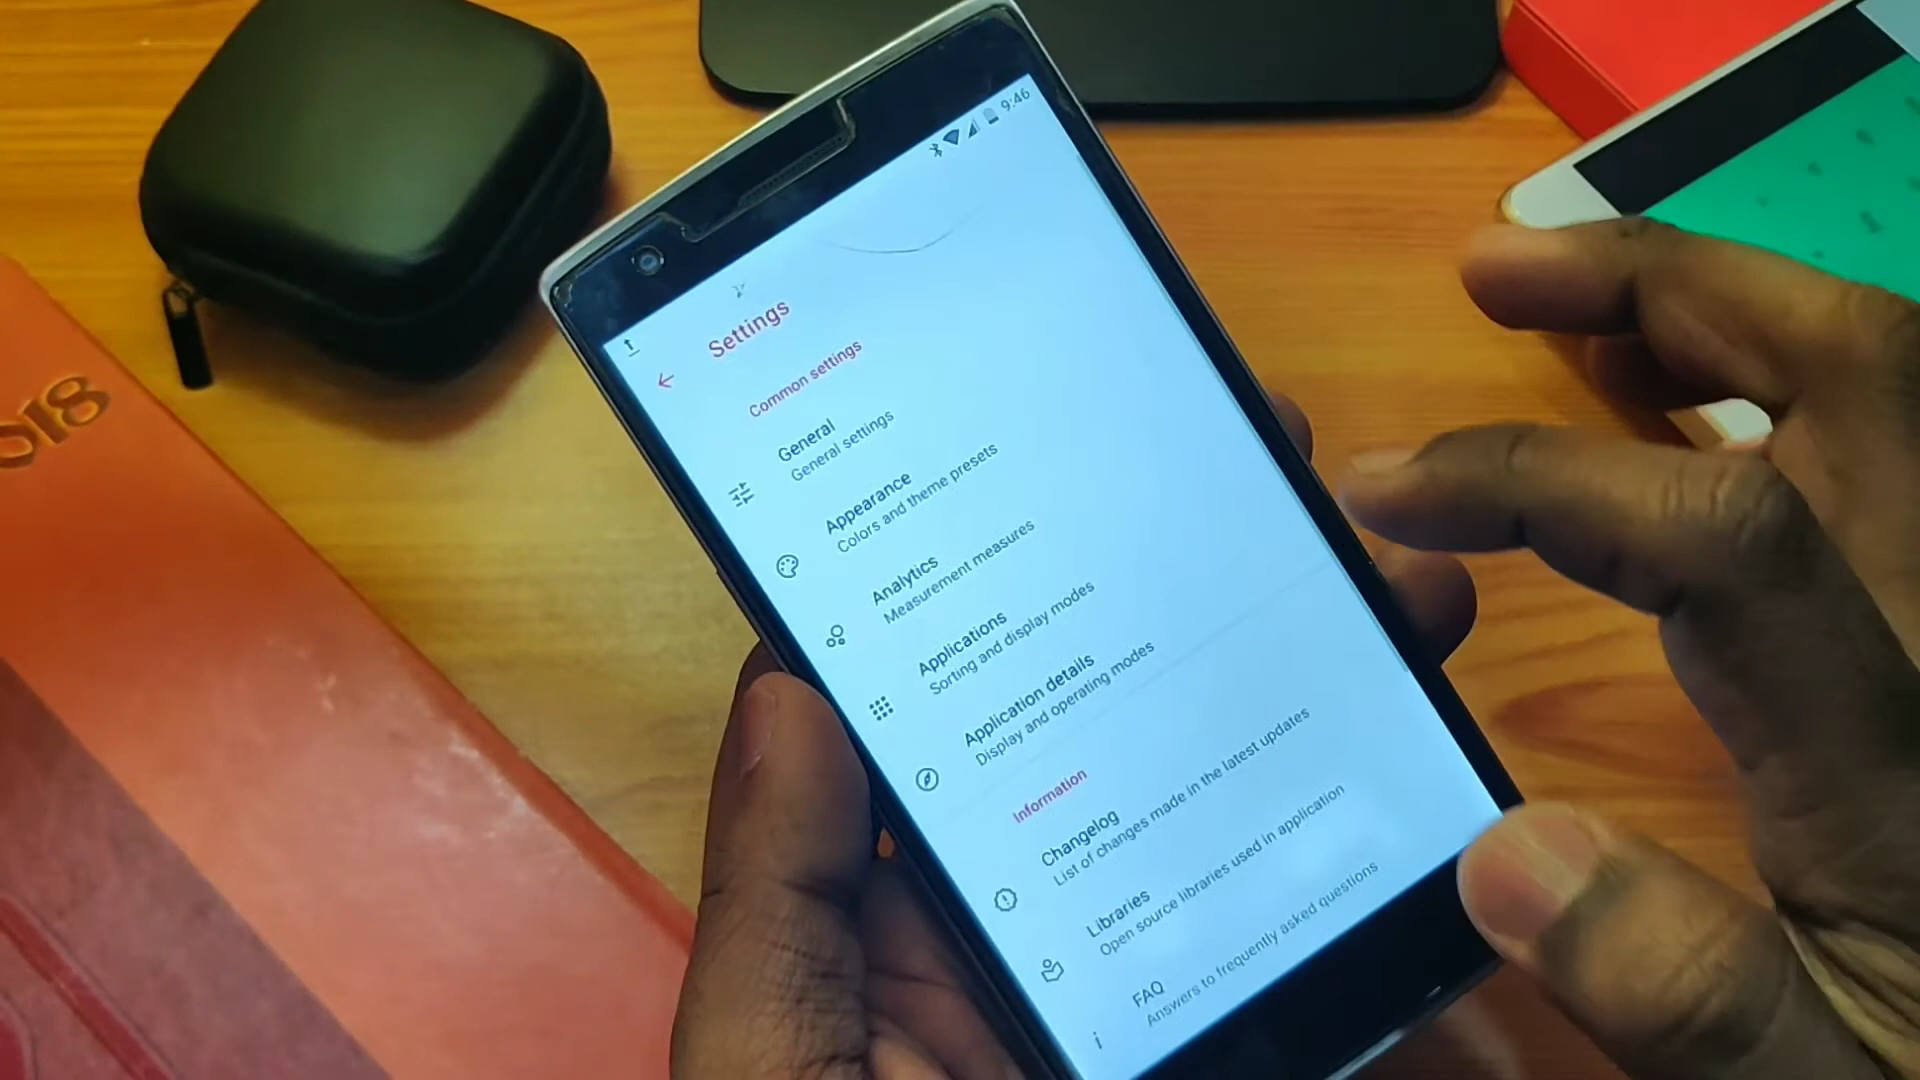 9:46
Settings
Common settings
General
General settings
Appearance
Colors and theme presets
Analytics
Measurement measures
Applications
Sorting and display modes
Application details
Display and operating modes
Information
Changelog
List of changes made in the latest updates
Libraries
Open source libraries used in application
FAQ
Answers to frequently asked questions